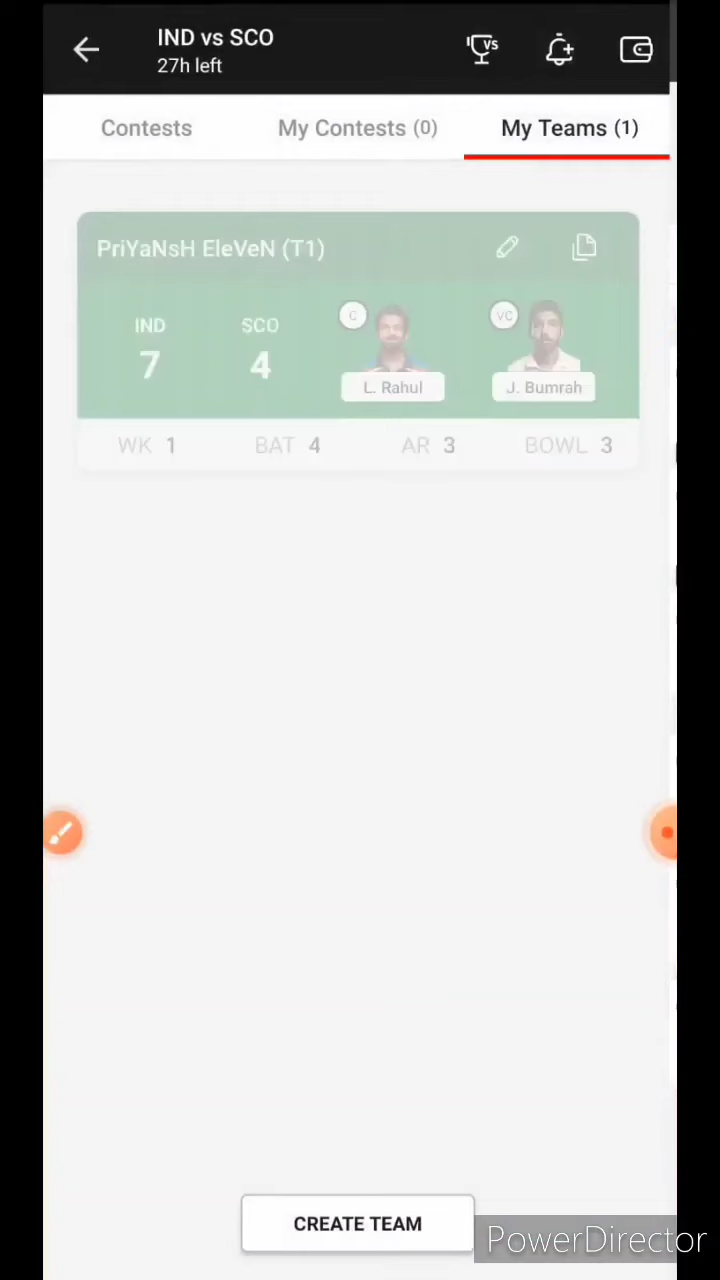 IND vs SCO
27h left
VS
Contests
My Contests (0)
My Teams (1)
PriYaNsH EleVeN (T1)
IND
7
SCO
4
C
L. Rahul
VC
J. Bumrah
WK 1
BAT 4
AR 3
BOWL 3
CREATE TEAM
PowerDirector